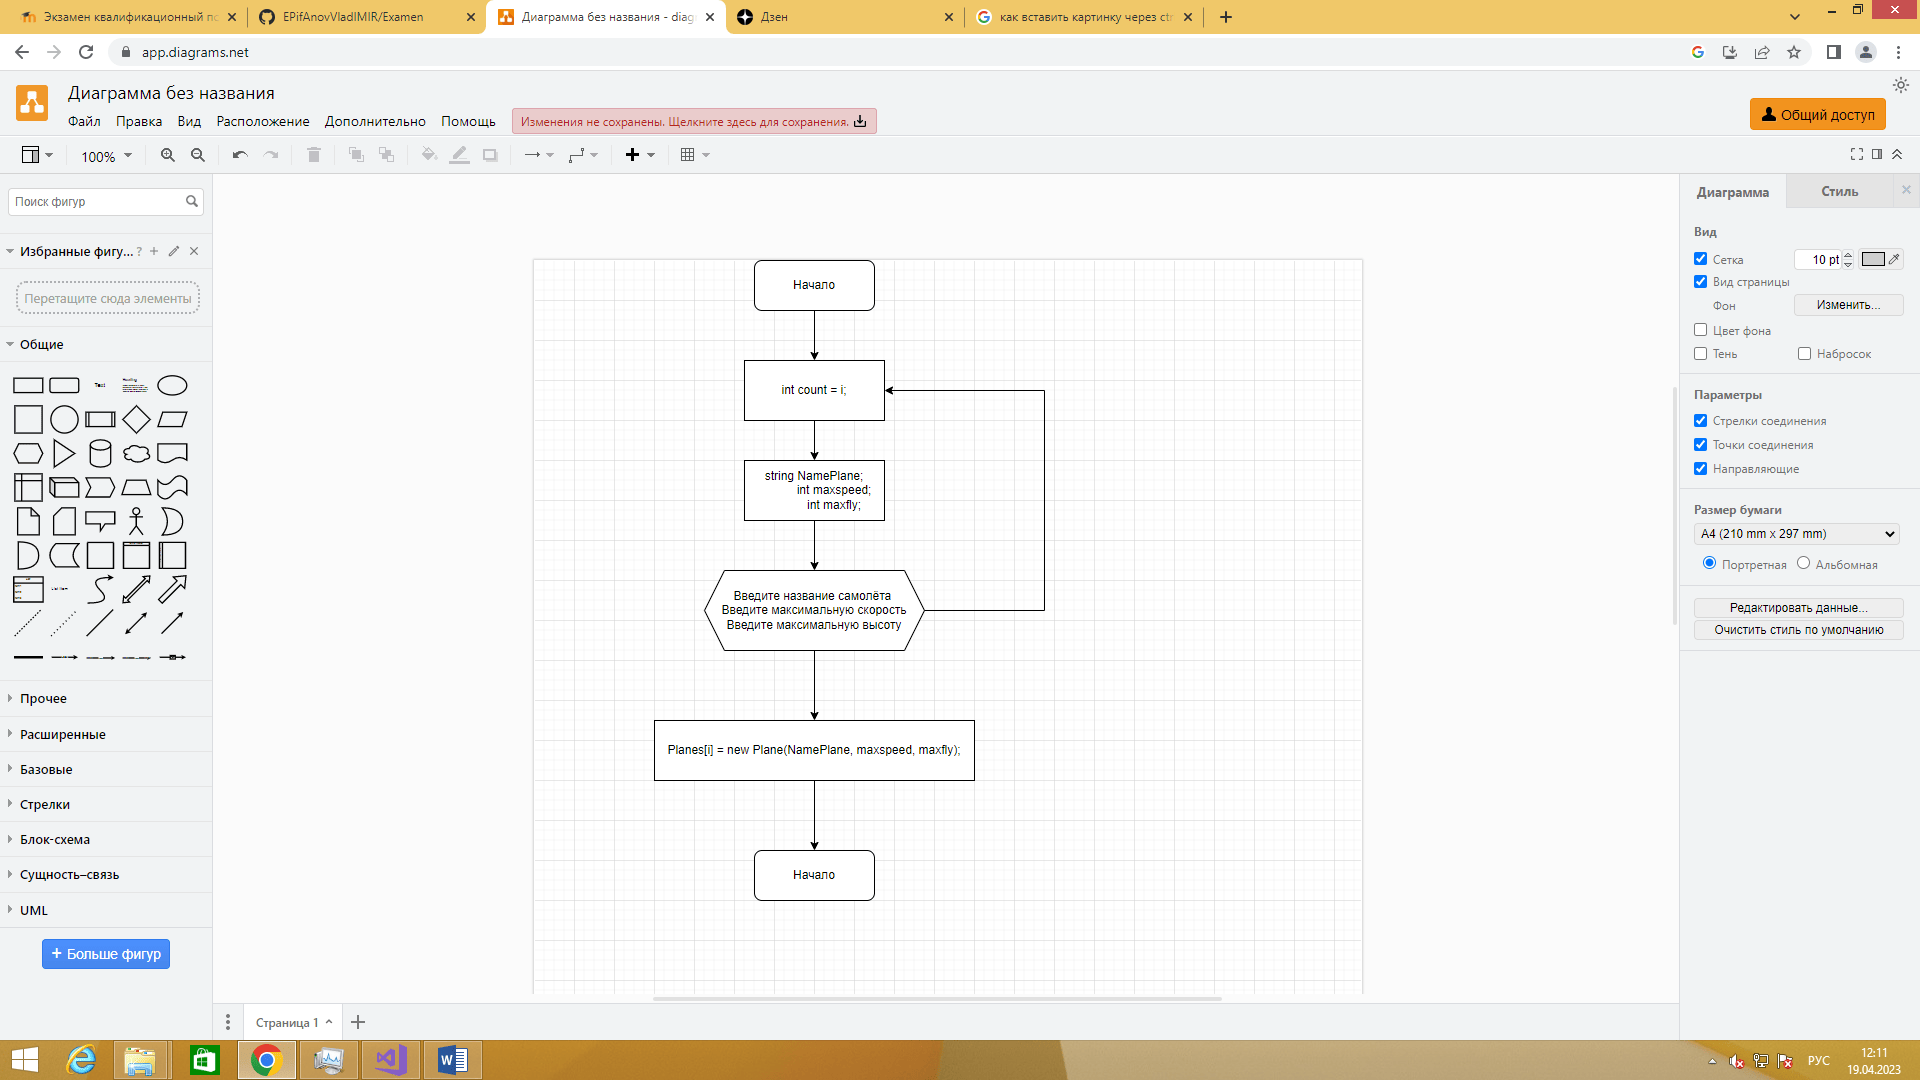 Экзамен квалификационный по
EPifAnovVladIMIR/Examen
Диаграмма без названия - diag
Дзен
как вставить картинку через ctr
app.diagrams.net
Диаграмма без названия
Файл
Правка
Вид
Расположение
Дополнительно
Помощь
Изменения не сохранены. Щелкните здесь для сохранения.
Общий доступ
100%
Поиск фигур
Избранные фигу... ?
Перетащите сюда элементы
Общие
Text
Heading
Прочее
Расширенные
Базовые
Стрелки
Блок-схема
Сущность–связь
UML
+ Больше фигур
Начало
int count = i;
string NamePlane;
int maxspeed;
int maxfly;
Введите название самолёта
Введите максимальную скорость
Введите максимальную высоту
Planes[i] = new Plane(NamePlane, maxspeed, maxfly);
Начало
Диаграмма
Стиль
Вид
Сетка
10 pt
Вид страницы
Фон
Изменить...
Цвет фона
Тень
Набросок
Параметры
Стрелки соединения
Точки соединения
Направляющие
Размер бумаги
A4 (210 mm x 297 mm)
Портретная
Альбомная
Редактировать данные...
Очистить стиль по умолчанию
Страница 1
РУС
12:11
19.04.2023